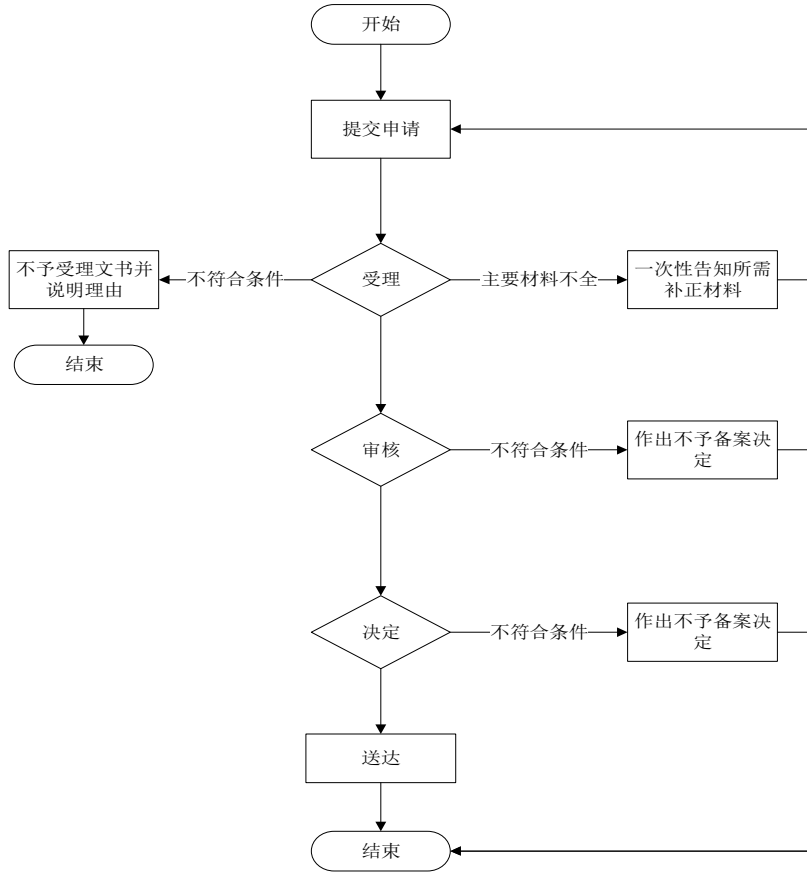 开始
提交申请
不予受理文书并
说明理由
不符合条件
受理
主要材料不全
一次性告知所需
补正材料
结束
审核
不符合条件
作出不予备案决
定
决定
不符合条件
作出不予备案决
定
送达
结束